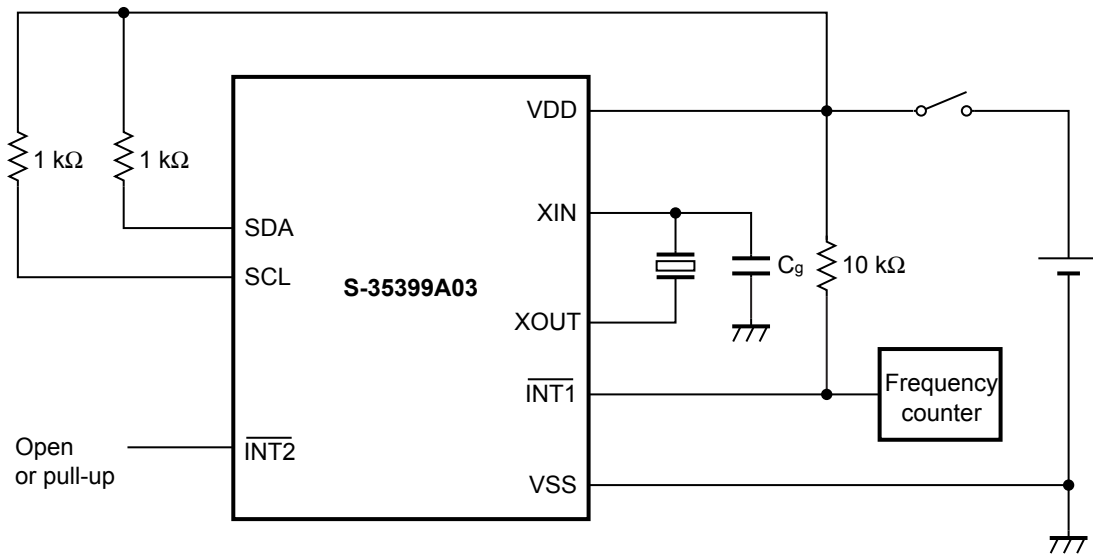 VDD
1 kΩ
1 kΩ
SDA
XIN
SCL
S-35399A03
Cg
10 kΩ
XOUT
INT1
Frequency
counter
Open
or pull-up
INT2
VSS